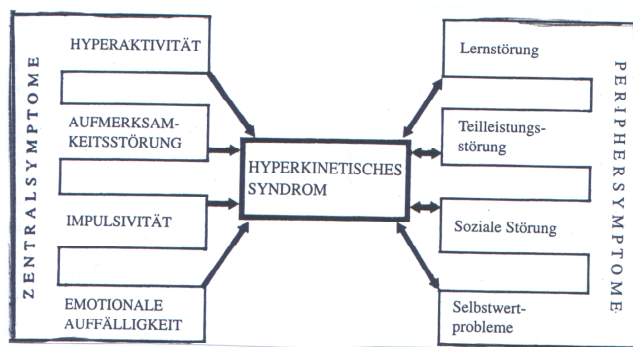 ZENTRALSYMPTOME
HYPERAKTIVITÄT
AUFMERKSAM-
KEITSSTÖRUNG
IMPULSIVITÄT
EMOTIONALE
AUFFÄLLIGKEIT
HYPERKINETISCHES
SYNDROM
Lernstörung
Teilleistungs-
störung
Soziale Störung
Selbstwert-
probleme
PERIPHERSYMPTOME